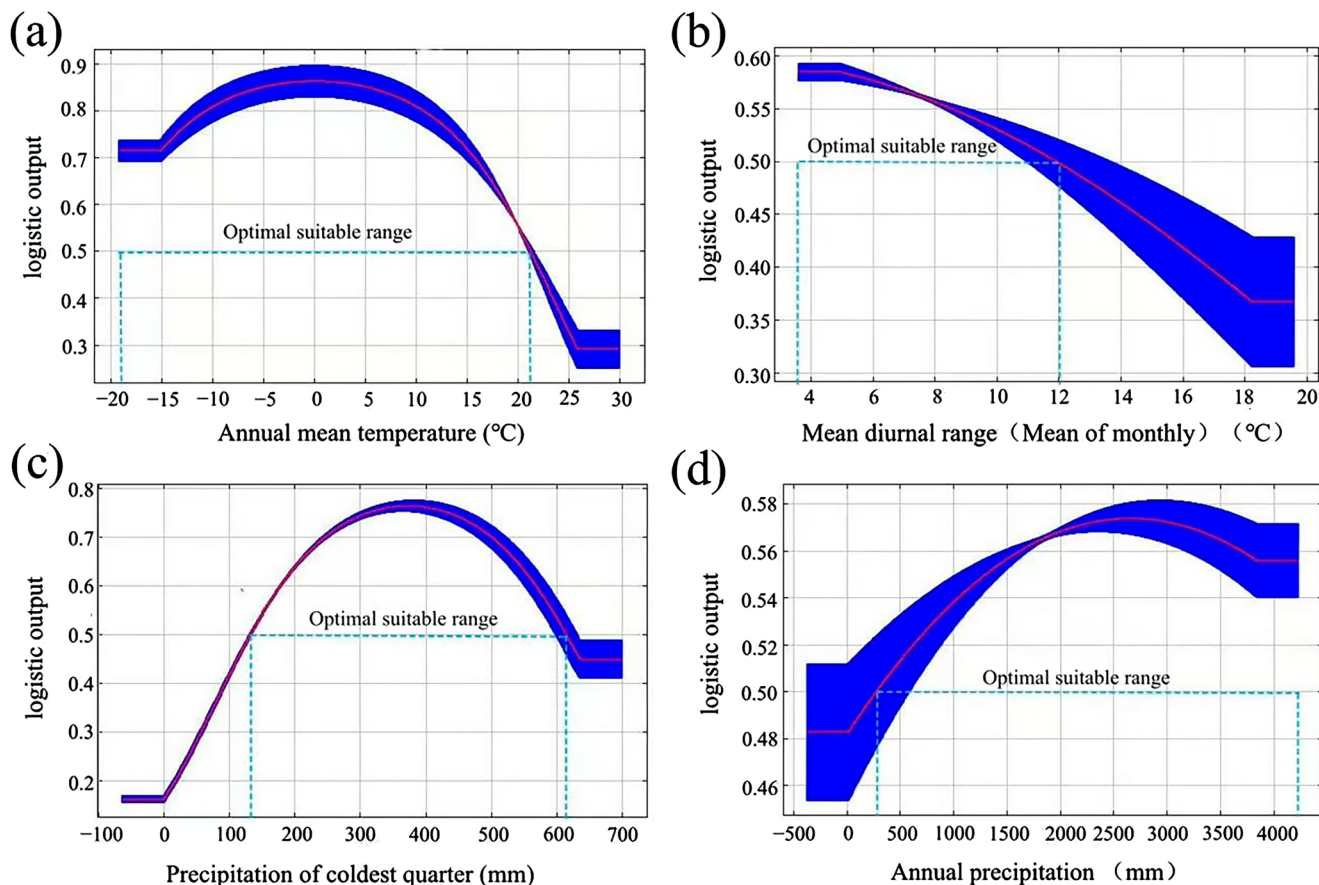 (a)
0.9
0.8
0.7
0.6
0.5
0.4
0.3
logistic output
Optimal suitable range
−20 −15 −10 −5 0 5 10 15 20 25 30
Annual mean temperature (℃)
(b)
0.60
0.55
0.50
0.45
0.40
0.35
0.30
logistic output
Optimal suitable range
4 6 8 10 12 14 16 18 20
Mean diurnal range（Mean of monthly）（℃）
(c)
0.8
0.7
0.6
0.5
0.4
0.3
0.2
logistic output
Optimal suitable range
−100 0 100 200 300 400 500 600 700
Precipitation of coldest quarter (mm)
(d)
0.58
0.56
0.54
0.52
0.50
0.48
0.46
logistic output
Optimal suitable range
−500 0 500 1000 1500 2000 2500 3000 3500 4000
Annual precipitation （mm）